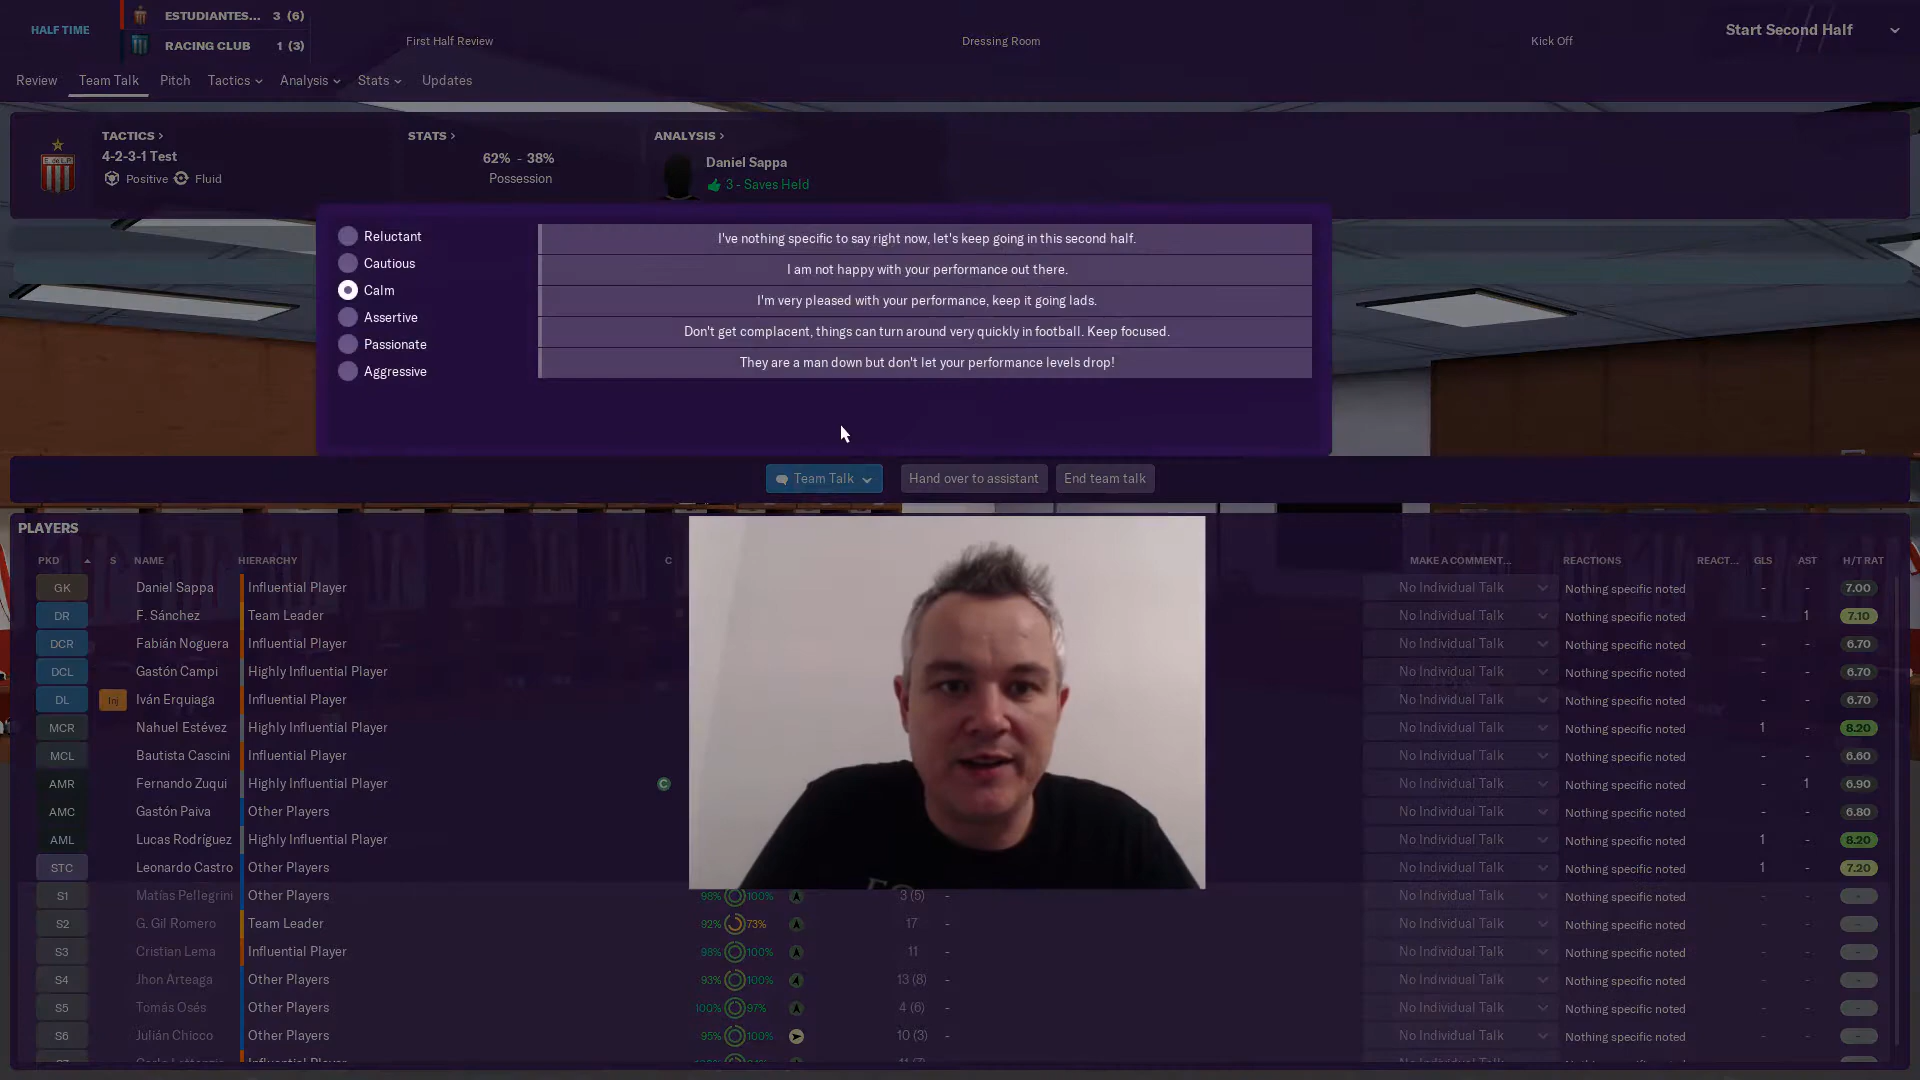 HALF TIME
ESTUDIANTES... 3 (6)
RACING CLUB 1 (3)
First Half Review
Dressing Room
Kick Off
Start Second Half
Review Team Talk Pitch Tactics Analysis Stats Updates
TACTICS >
4-2-3-1 Test
Positive Fluid
STATS >
62% - 38%
Possession
ANALYSIS >
Daniel Sappa
3 - Saves Held
Reluctant
Cautious
Calm
Assertive
Passionate
Aggressive
I've nothing specific to say right now, let's keep going in this second half.
I am not happy with your performance out there.
I'm very pleased with your performance, keep it going lads.
Don't get complacent, things can turn around very quickly in football. Keep focused.
They are a man down but don't let your performance levels drop!
Team Talk Hand over to assistant End team talk
PLAYERS
PKD S NAME HIERARCHY C MAKE A COMMENT... REACTIONS REACT... GLS AST H/T RAT
GK Daniel Sappa Influential Player No Individual Talk Nothing specific noted - - 7.00
DR F. Sánchez Team Leader No Individual Talk Nothing specific noted - 1 7.10
DCR Fabián Noguera Influential Player No Individual Talk Nothing specific noted - - 6.70
DCL Gastón Campi Highly Influential Player No Individual Talk Nothing specific noted - - 6.70
DL Inj Iván Erquiaga Influential Player No Individual Talk Nothing specific noted - - 6.70
MCR Nahuel Estévez Highly Influential Player No Individual Talk Nothing specific noted 1 - 8.20
MCL Bautista Cascini Influential Player No Individual Talk Nothing specific noted - - 6.60
AMR Fernando Zuqui Highly Influential Player C No Individual Talk Nothing specific noted - 1 6.90
AMC Gastón Paiva Other Players No Individual Talk Nothing specific noted - - 6.80
AML Lucas Rodríguez Highly Influential Player No Individual Talk Nothing specific noted 1 - 8.20
STC Leonardo Castro Other Players No Individual Talk Nothing specific noted 1 - 7.20
S1 Matías Pellegrini Other Players 98% 100% 3 (5) - No Individual Talk Nothing specific noted - - -
S2 G. Gil Romero Team Leader 92% 73% 17 - No Individual Talk Nothing specific noted - - -
S3 Cristian Lema Influential Player 98% 100% 11 - No Individual Talk Nothing specific noted - - -
S4 Jhon Arteaga Other Players 93% 100% 13 (8) - No Individual Talk Nothing specific noted - - -
S5 Tomás Osés Other Players 100% 97% 4 (6) - No Individual Talk Nothing specific noted - - -
S6 Julián Chicco Other Players 95% 100% 10 (3) - No Individual Talk Nothing specific noted - - -